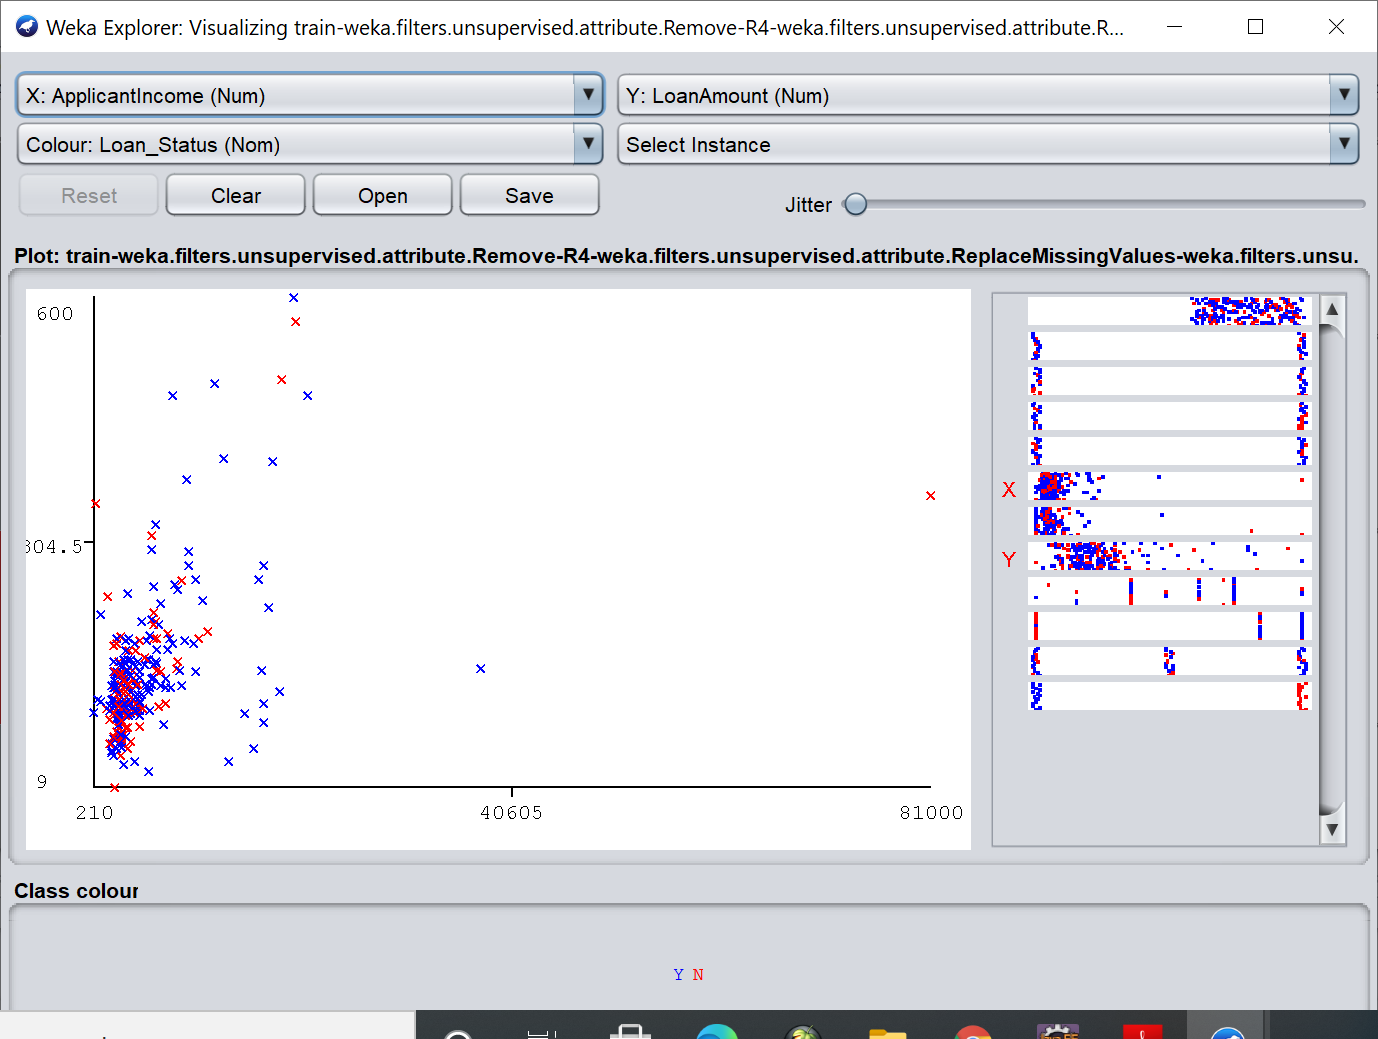 Weka Explorer: Visualizing train-weka.filters.unsupervised.attribute.Remove-R4-weka.filters.unsupervised.attribute.R...
X: ApplicantIncome (Num)
Y: LoanAmount (Num)
Colour: Loan_Status (Nom)
Select Instance
Reset
Clear
Open
Save
Jitter
Plot: train-weka.filters.unsupervised.attribute.Remove-R4-weka.filters.unsupervised.attribute.ReplaceMissingValues-weka.filters.unsu.
600
304.5
9
210
40605
81000
X
Y
Class colour
Y N